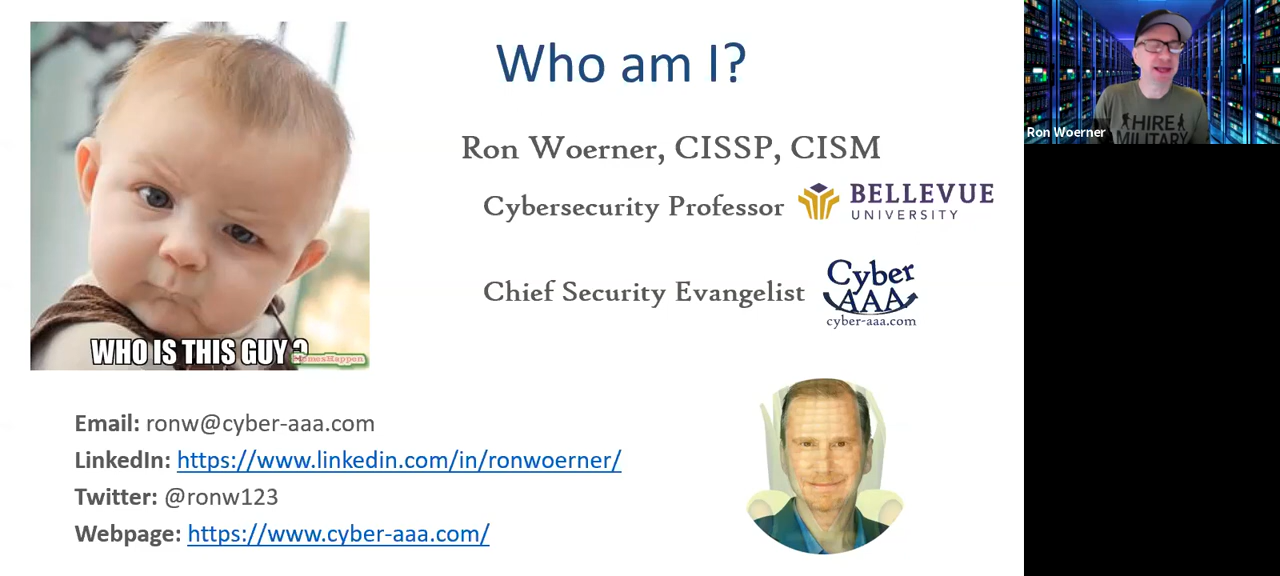 Who am I?
Ron Woerner, CISSP, CISM
Cybersecurity Professor
BELLEVUE
UNIVERSITY
Chief Security Evangelist
Cyber
AAA
cyber-aaa.com
WHO IS THIS GUY ?
MemesHappen
Email: ronw@cyber-aaa.com
LinkedIn: https://www.linkedin.com/in/ronwoerner/
Twitter: @ronw123
Webpage: https://www.cyber-aaa.com/
Ron Woerner
HIRE
MILITARY